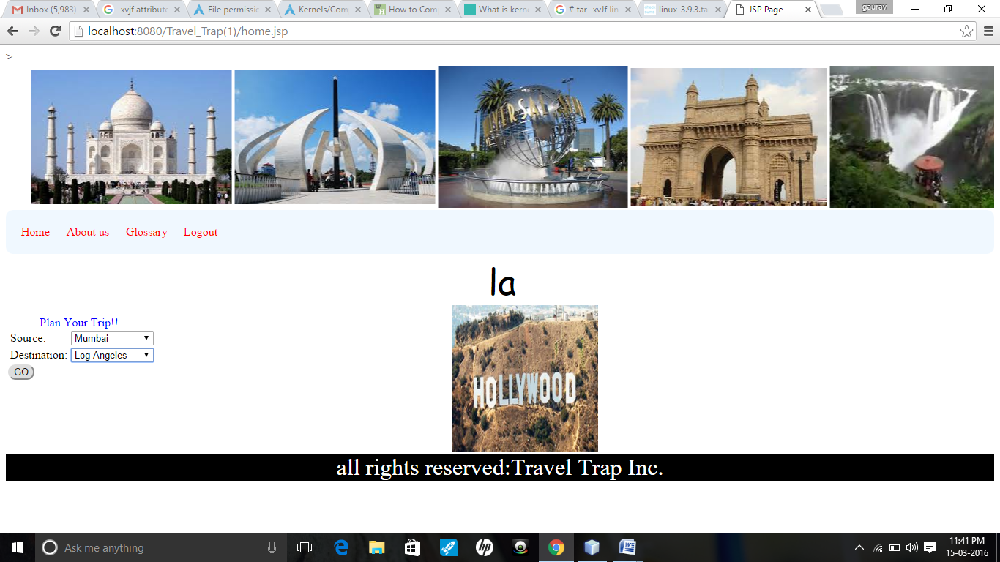 Inbox (5,983)
-xvjf attribute
File permissio
Kernels/Com
How to Comp
What is kerne
# tar -xvJf lin
linux-3.9.3.ta
JSP Page
gaurav
localhost:8080/Travel_Trap(1)/home.jsp
>
UNIVERSAL
Home About us Glossary Logout
la
Plan Your Trip!!..
Source: Mumbai
Destination: Log Angeles
GO
HOLLYWOOD
all rights reserved:Travel Trap Inc.
Ask me anything
11:41 PM
15-03-2016